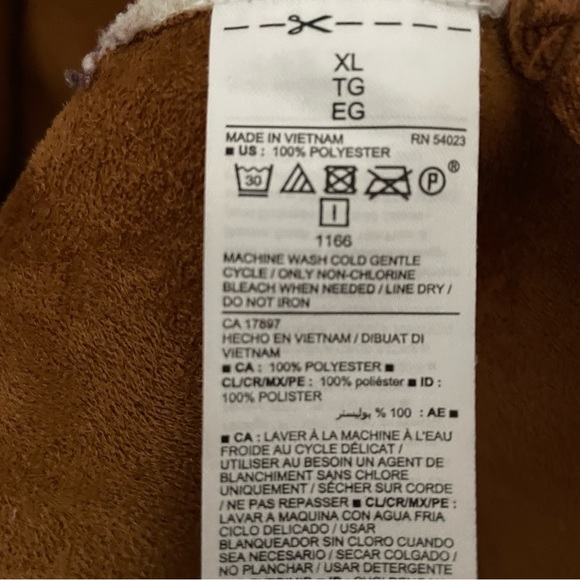 XL
TG
EG
MADE IN VIETNAM RN 54023
■ US : 100% POLYESTER
30 P ®
I
1166
MACHINE WASH COLD GENTLE
CYCLE / ONLY NON-CHLORINE
BLEACH WHEN NEEDED / LINE DRY /
DO NOT IRON
CA 17897
HECHO EN VIETNAM / DIBUAT DI
VIETNAM
■ CA : 100% POLYESTER ■
CL/CR/MX/PE : 100% poliéster ■ ID :
100% POLISTER
■ AE : 100 % بوليستر
■ CA : LAVER À LA MACHINE À L'EAU
FROIDE AU CYCLE DÉLICAT /
UTILISER AU BESOIN UN AGENT DE
BLANCHIMENT SANS CHLORE
UNIQUEMENT / SÉCHER SUR CORDE
/ NE PAS REPASSER ■ CL/CR/MX/PE :
LAVAR A MAQUINA CON AGUA FRIA
CICLO DELICADO / USAR
BLANQUEADOR SIN CLORO CUANDO
SEA NECESARIO / SECAR COLGADO /
NO PLANCHAR / USAR DETERGENTE